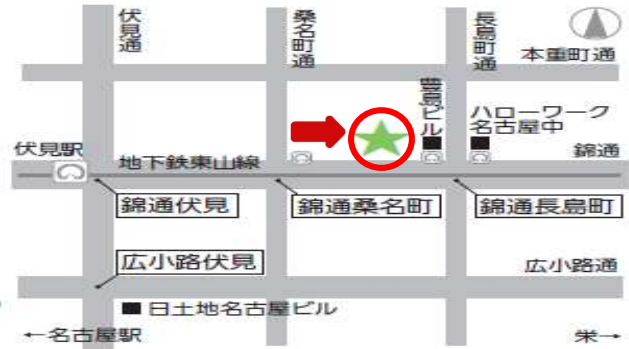 伏見通
桑名町通
長島町通
本重町通
豊島ビル
ハローワーク
名古屋中
伏見駅
地下鉄東山線
錦通
錦通伏見
錦通桑名町
錦通長島町
広小路伏見
広小路通
■日土地名古屋ビル
←名古屋駅
栄→